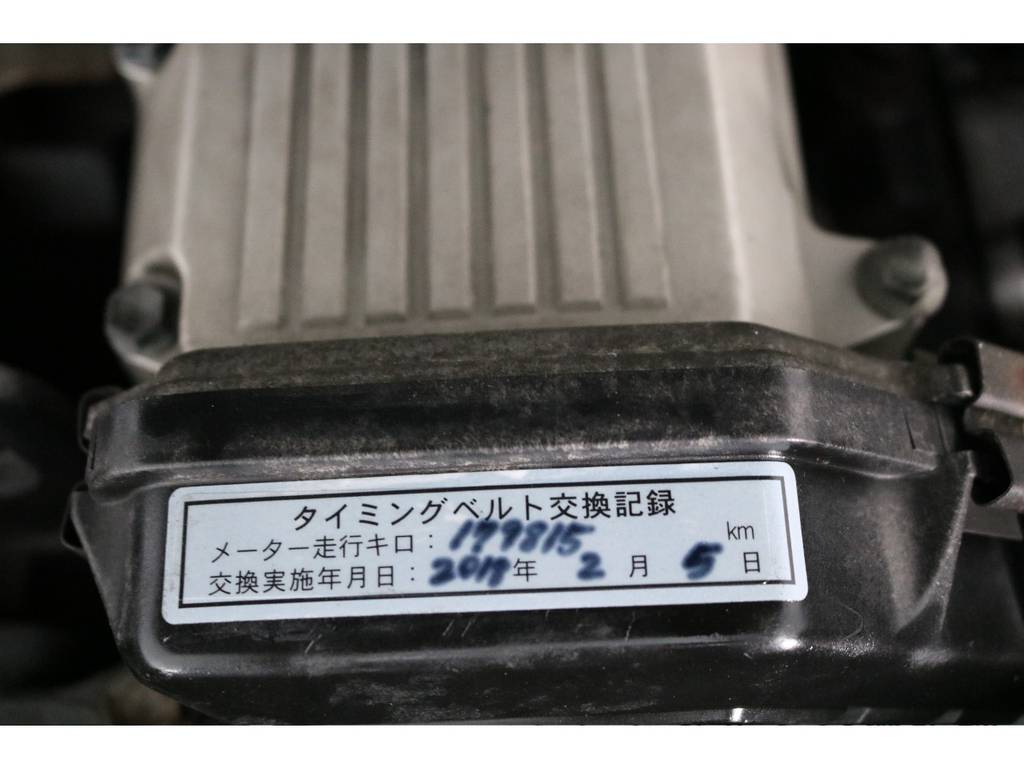 タイミングベルト交換記録
メーター走行キロ：199815 km
交換実施年月日：2019年 2月 5日